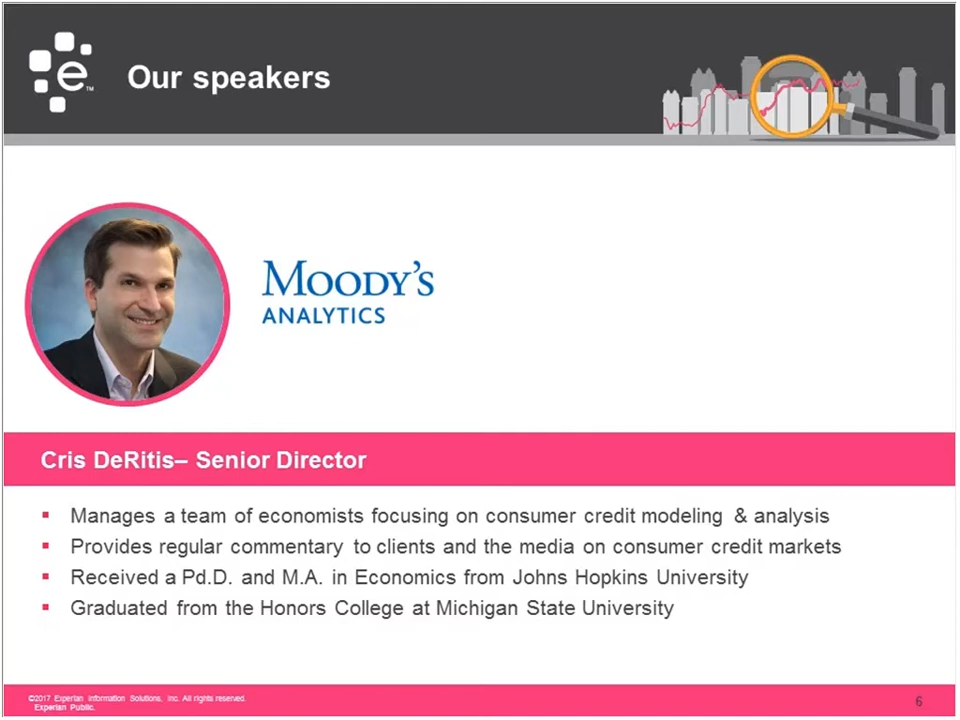 e™
Our speakers
MOODY'S
ANALYTICS
Cris DeRitis– Senior Director
▪ Manages a team of economists focusing on consumer credit modeling & analysis
▪ Provides regular commentary to clients and the media on consumer credit markets
▪ Received a Pd.D. and M.A. in Economics from Johns Hopkins University
▪ Graduated from the Honors College at Michigan State University
©2017 Experian Information Solutions, Inc. All rights reserved.
Experian Public.
6